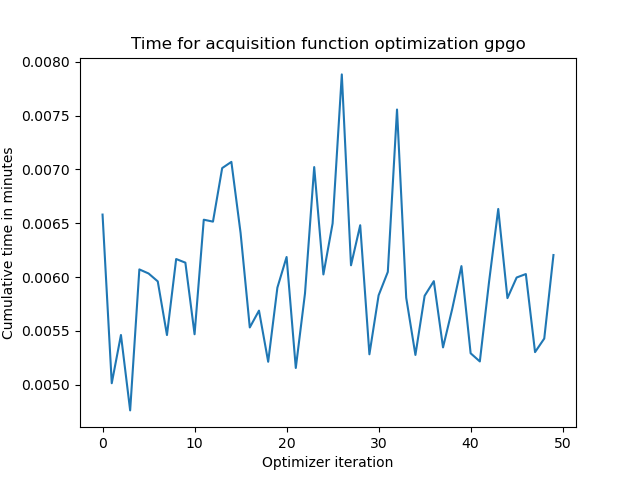 Time for acquisition function optimization gpgo
0.0080
0.0075
0.0070
0.0065
0.0060
0.0055
0.0050
Cumulative time in minutes
0 10 20 30 40 50
Optimizer iteration